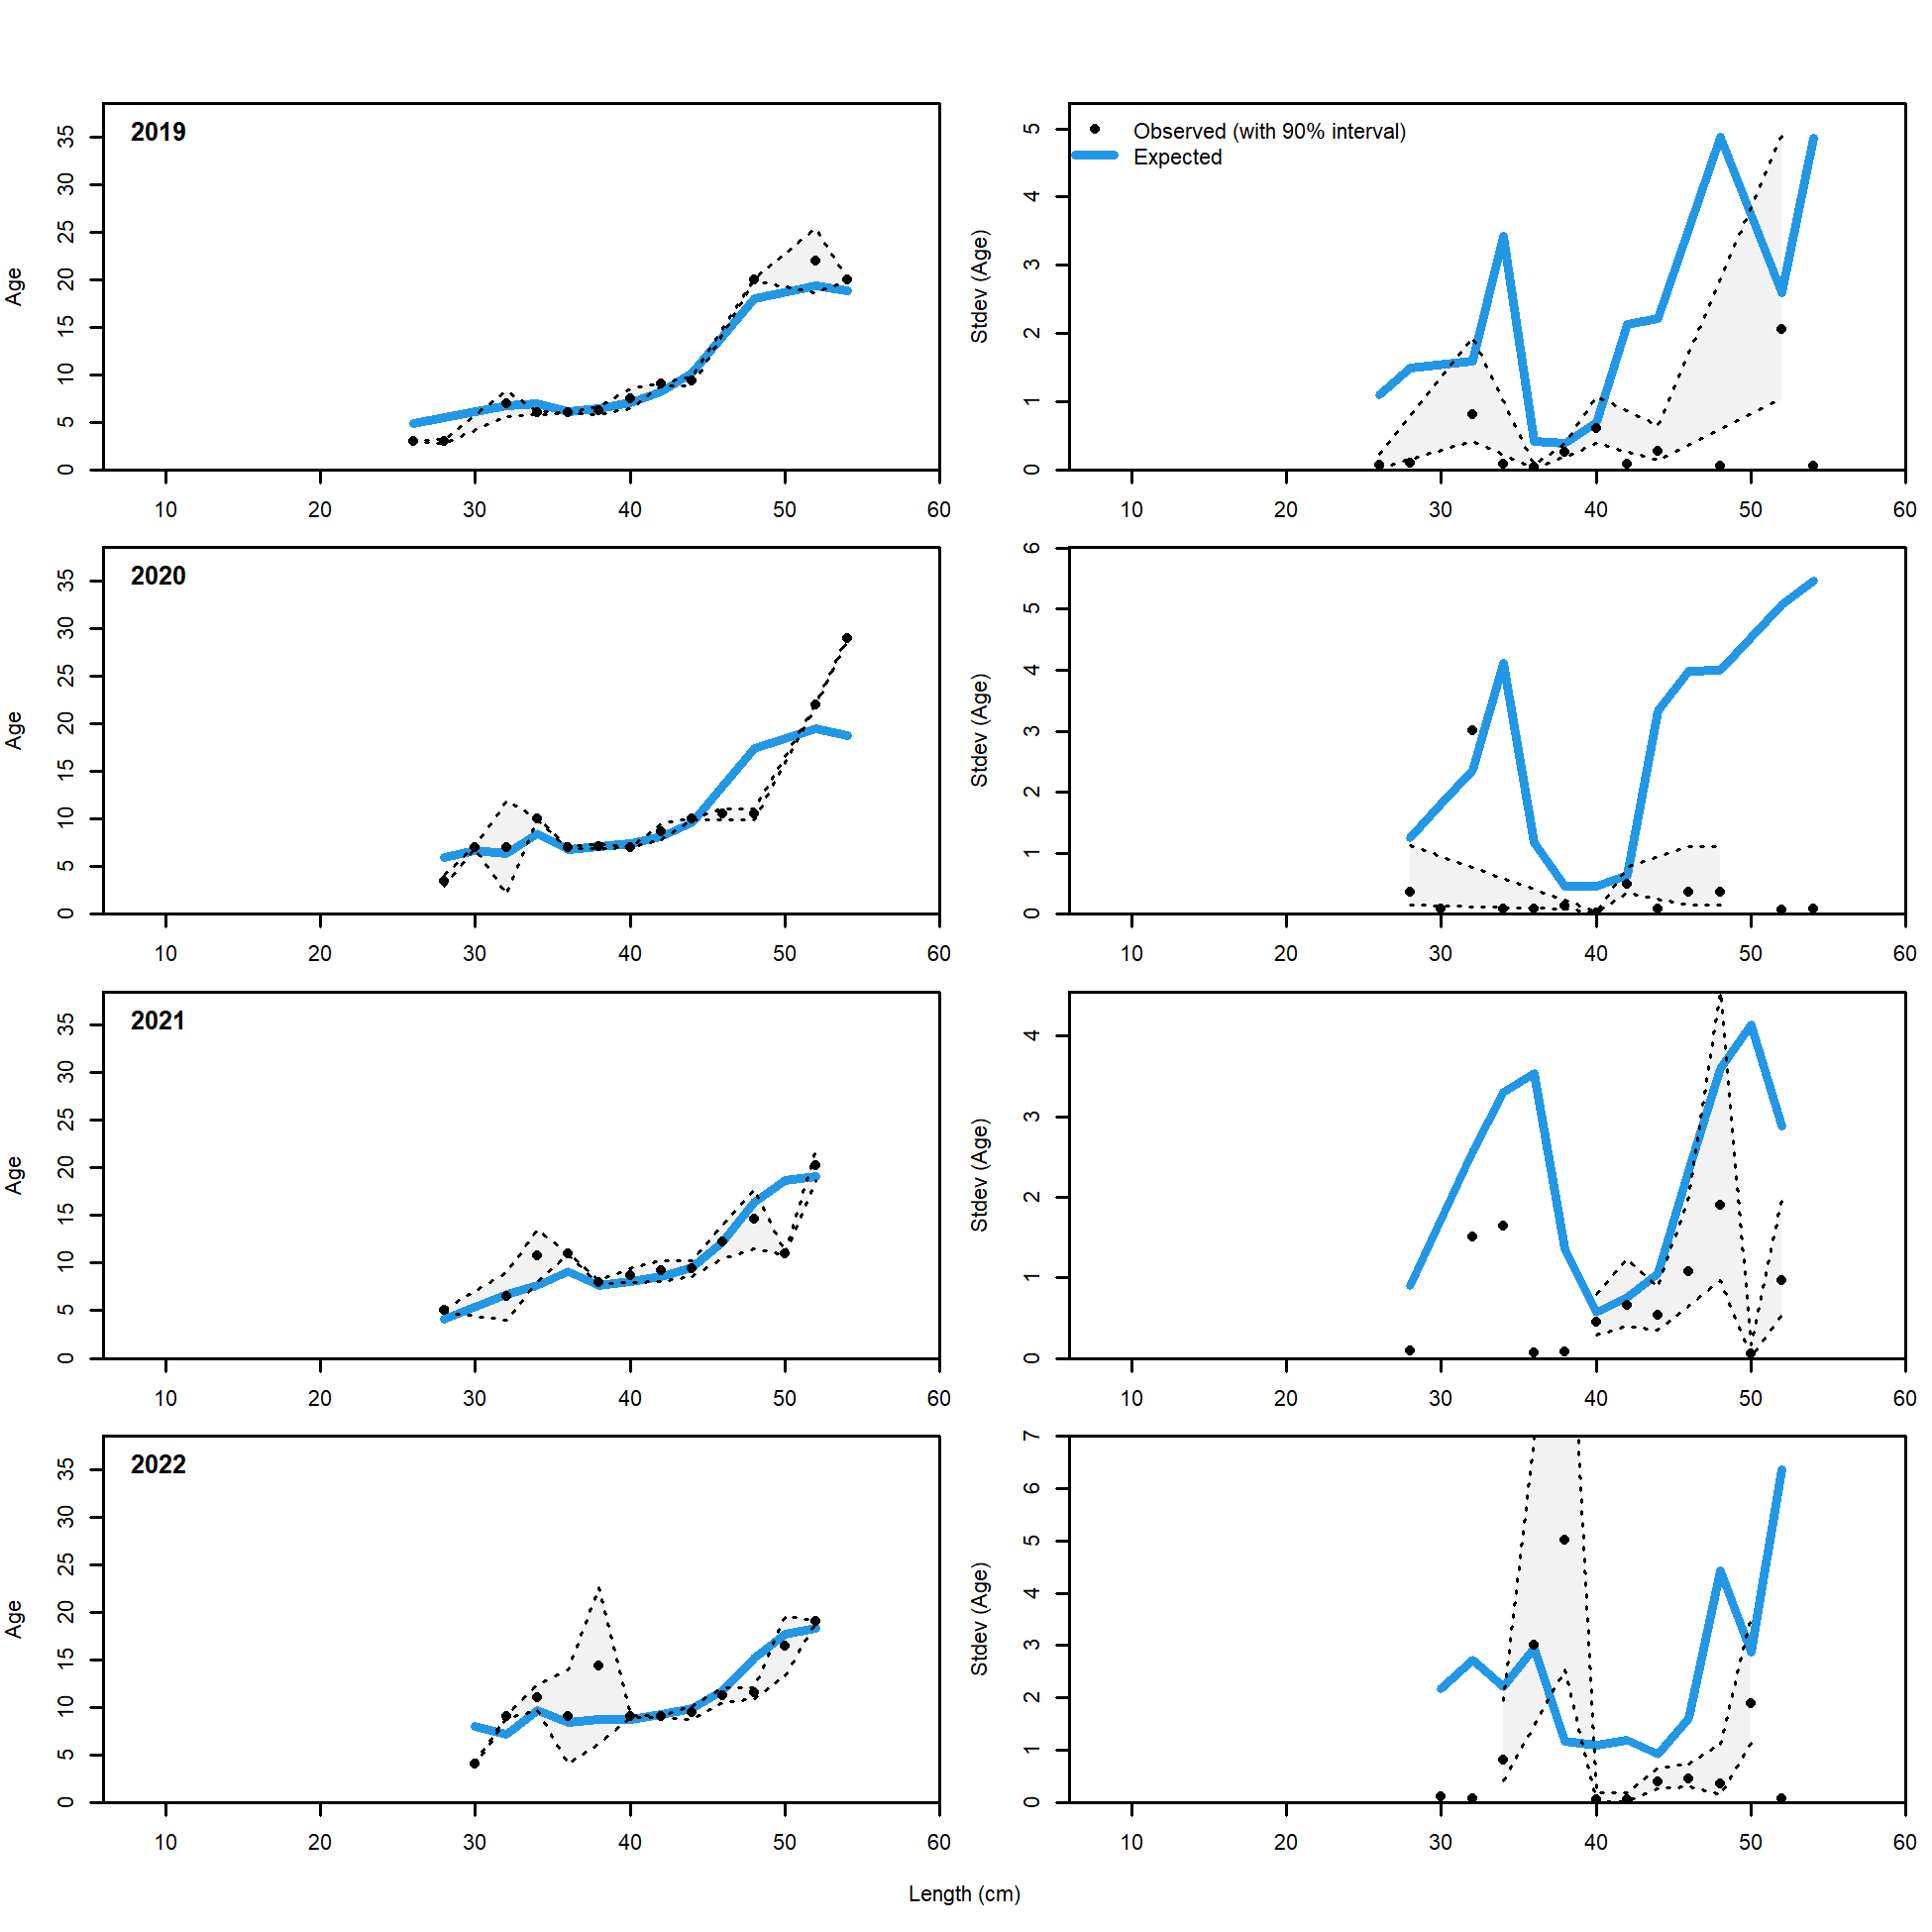 2019
Age
0 5 10 15 20 25 30 35
10 20 30 40 50 60
Observed (with 90% interval)
Expected
Stdev (Age)
0 1 2 3 4 5
10 20 30 40 50 60
2020
Age
0 5 10 15 20 25 30 35
10 20 30 40 50 60
Stdev (Age)
0 1 2 3 4 5 6
10 20 30 40 50 60
2021
Age
0 5 10 15 20 25 30 35
10 20 30 40 50 60
Stdev (Age)
0 1 2 3 4
10 20 30 40 50 60
2022
Age
0 5 10 15 20 25 30 35
10 20 30 40 50 60
Stdev (Age)
0 1 2 3 4 5 6 7
10 20 30 40 50 60
Length (cm)